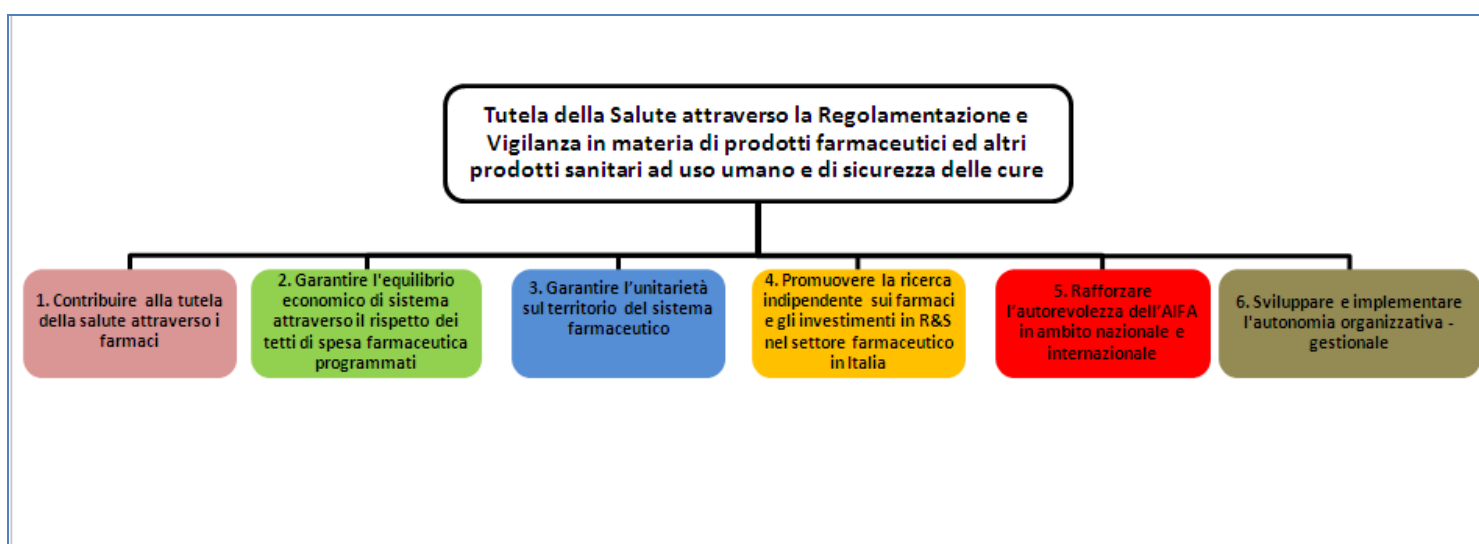 Tutela della Salute attraverso la Regolamentazione e
Vigilanza in materia di prodotti farmaceutici ed altri
prodotti sanitari ad uso umano e di sicurezza delle cure
1. Contribuire alla tutela
della salute attraverso i
farmaci
2. Garantire l'equilibrio
economico di sistema
attraverso il rispetto dei
tetti di spesa farmaceutica
programmati
3. Garantire l’unitarietà
sul territorio del sistema
farmaceutico
4. Promuovere la ricerca
indipendente sui farmaci
e gli investimenti in R&S
nel settore farmaceutico
in Italia
5. Rafforzare
l’autorevolezza dell’AIFA
in ambito nazionale e
internazionale
6. Sviluppare e implementare
l'autonomia organizzativa -
gestionale